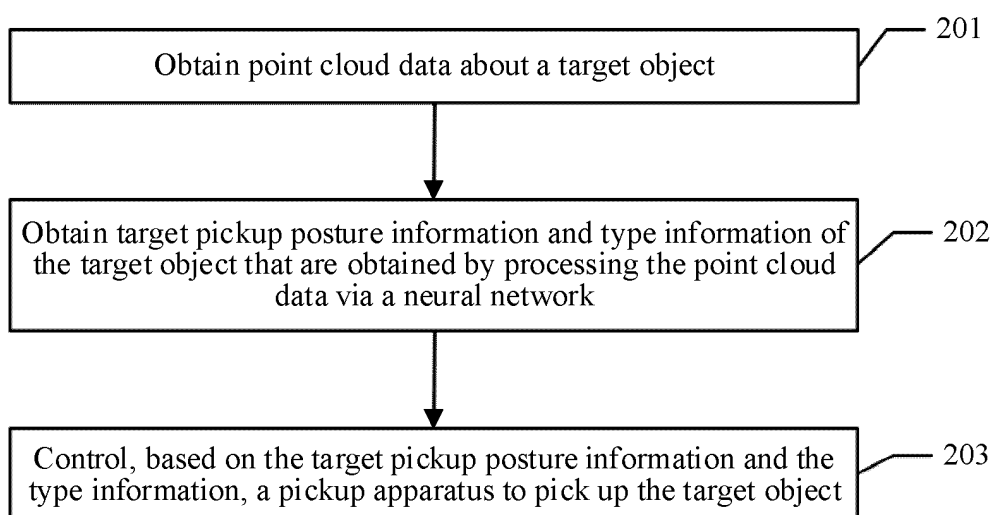 201
Obtain point cloud data about a target object
202
Obtain target pickup posture information and type information of
the target object that are obtained by processing the point cloud
data via a neural network
203
Control, based on the target pickup posture information and the
type information, a pickup apparatus to pick up the target object